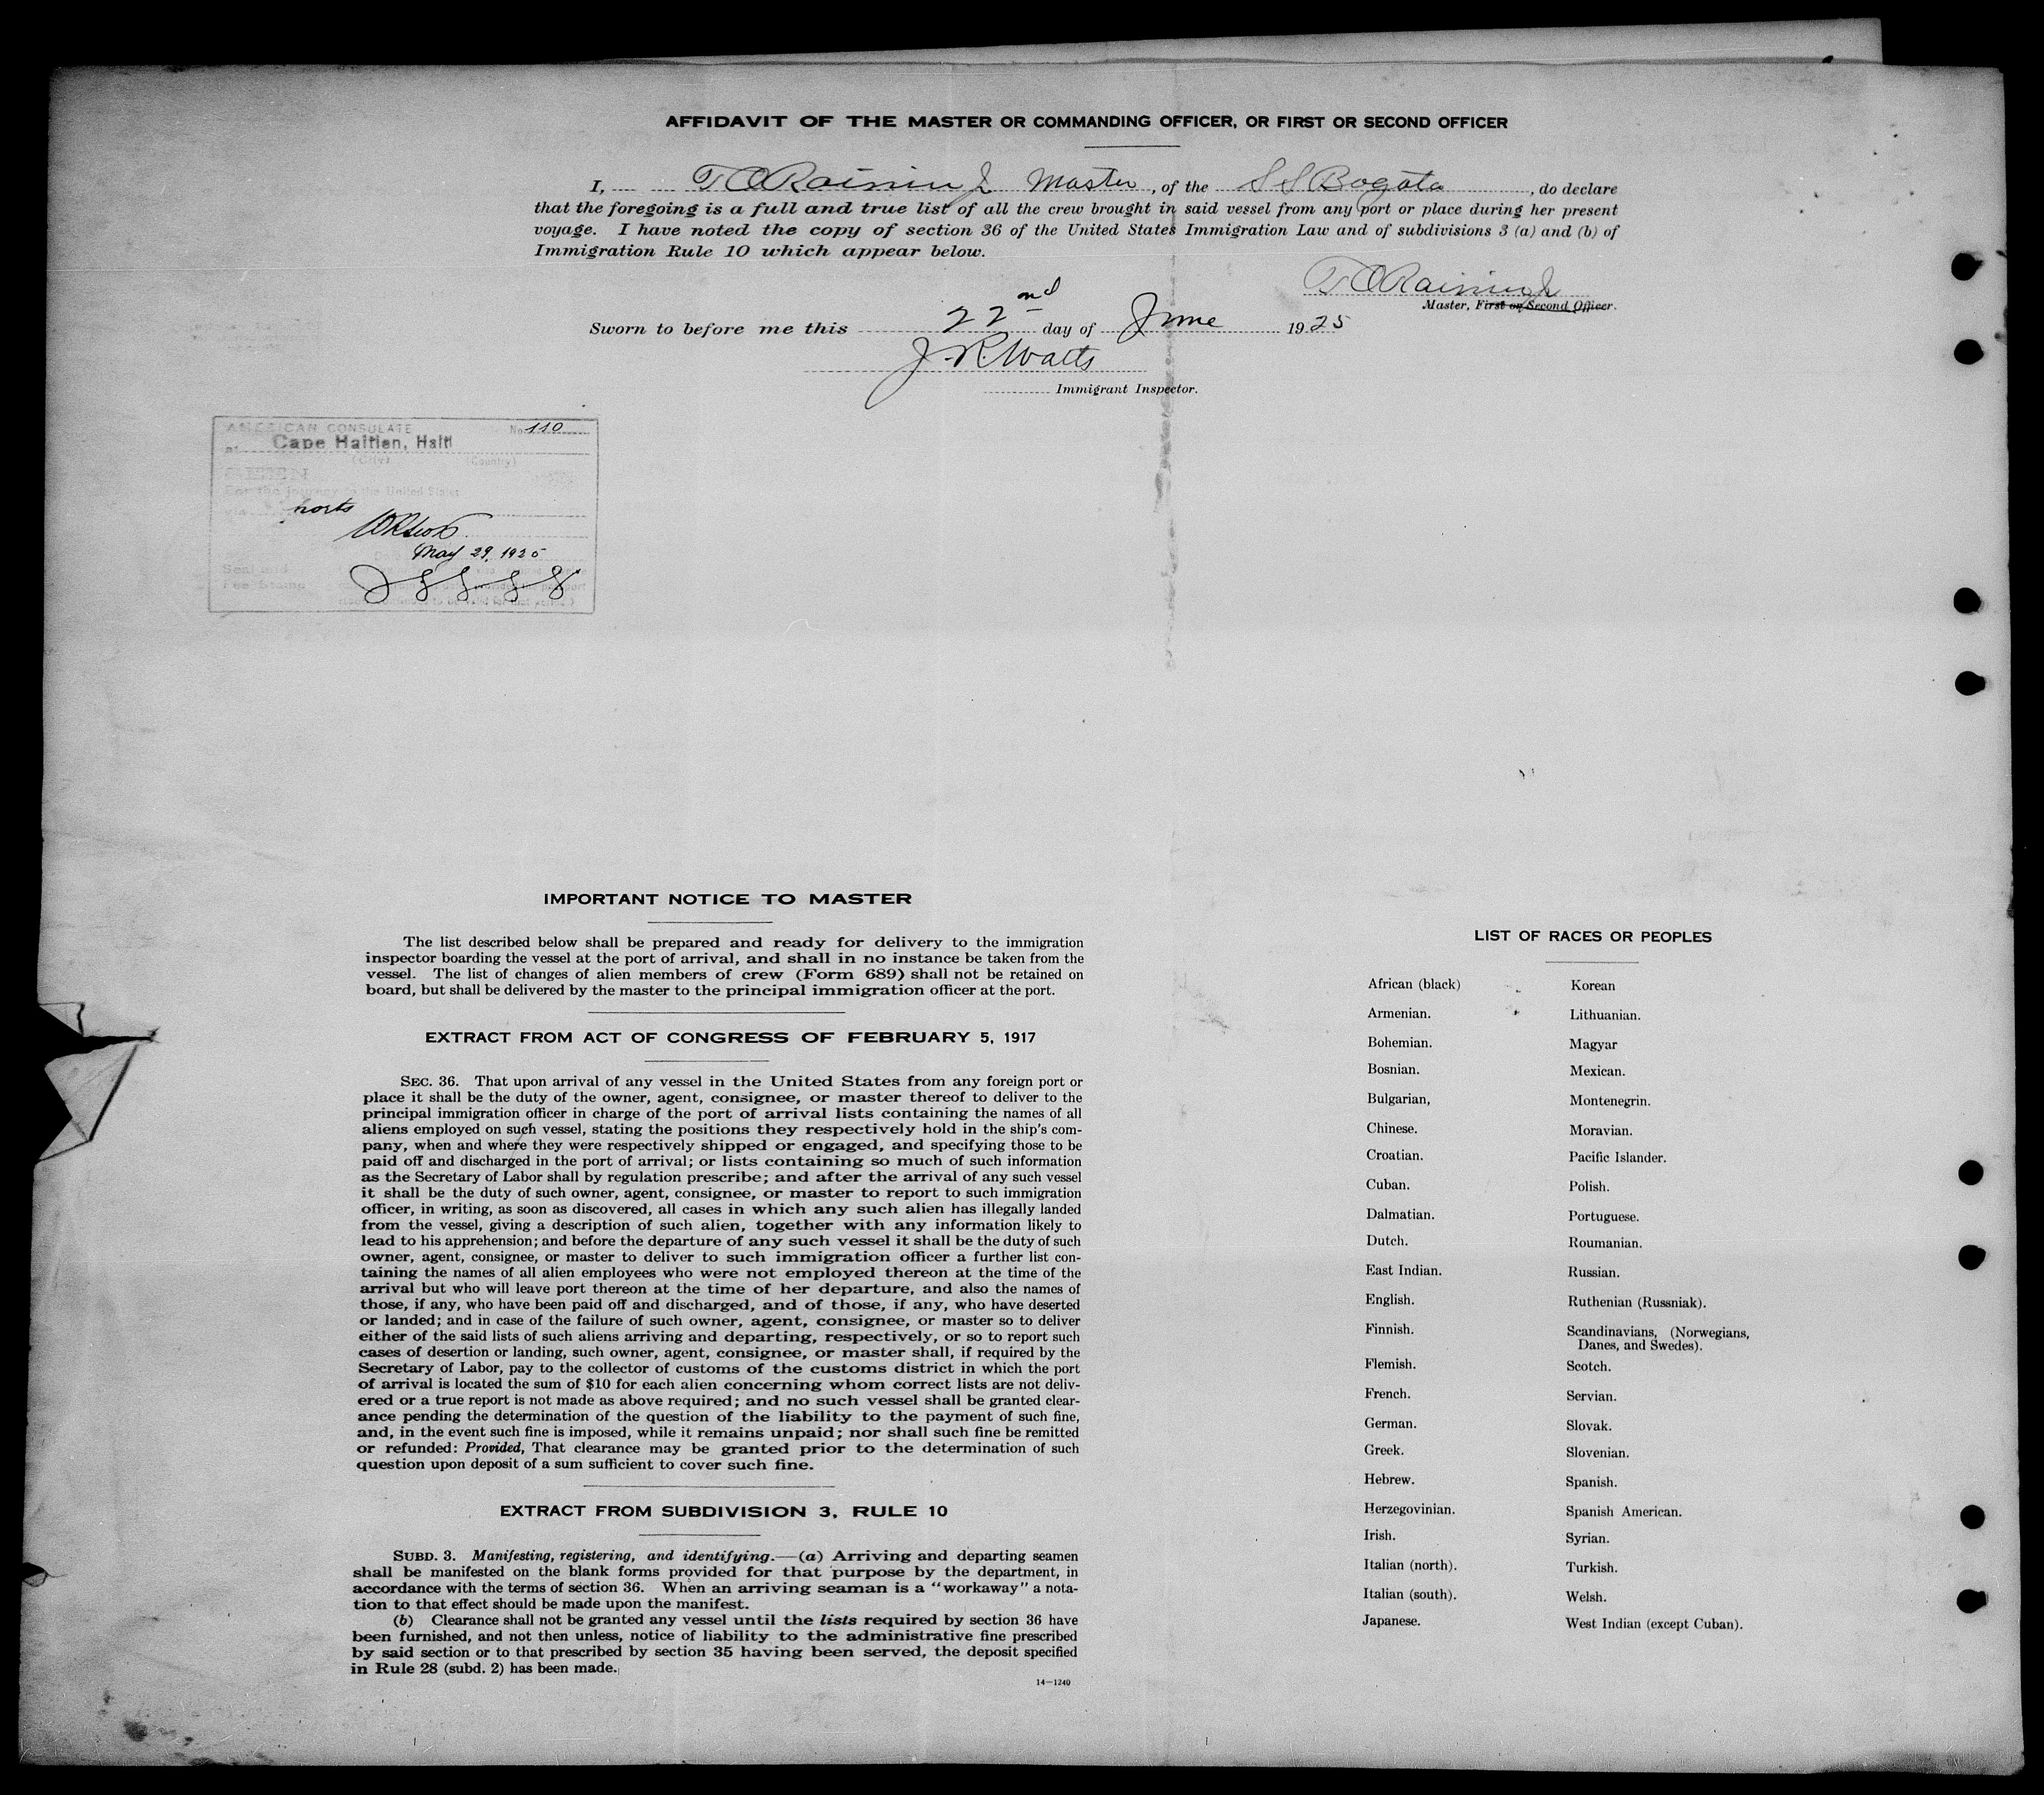 AFFIDAVIT OF THE MASTER OR COMMANDING OFFICER, OR FIRST OR SECOND OFFICER
I, Master, of the SS Bogota, do declare
that the foregoing is a full and true list of all the crew brought in said vessel from any port or place during her present
voyage. I have noted the copy of section 36 of the United States Immigration Law and of subdivisions 3 (a) and (b) of
Immigration Rule 10 which appear below.
Master, First or Second Officer.
Sworn to before me this 22nd day of June 1925
J. R. Watts
Immigrant Inspector.
AMERICAN CONSULATE No. 110
at Cape Haitien, Haiti
(City) (Country)
SEEN
For the journey to the United States
via ports
May 29, 1925
Seal and
Fee Stamp
IMPORTANT NOTICE TO MASTER
The list described below shall be prepared and ready for delivery to the immigration
inspector boarding the vessel at the port of arrival, and shall in no instance be taken from the
vessel. The list of changes of alien members of crew (Form 689) shall not be retained on
board, but shall be delivered by the master to the principal immigration officer at the port.
EXTRACT FROM ACT OF CONGRESS OF FEBRUARY 5, 1917
SEC. 36. That upon arrival of any vessel in the United States from any foreign port or
place it shall be the duty of the owner, agent, consignee, or master thereof to deliver to the
principal immigration officer in charge of the port of arrival lists containing the names of all
aliens employed on such vessel, stating the positions they respectively hold in the ship's com-
pany, when and where they were respectively shipped or engaged, and specifying those to be
paid off and discharged in the port of arrival; or lists containing so much of such information
as the Secretary of Labor shall by regulation prescribe; and after the arrival of any such vessel
it shall be the duty of such owner, agent, consignee, or master to report to such immigration
officer, in writing, as soon as discovered, all cases in which any such alien has illegally landed
from the vessel, giving a description of such alien, together with any information likely to
lead to his apprehension; and before the departure of any such vessel it shall be the duty of such
owner, agent, consignee, or master to deliver to such immigration officer a further list con-
taining the names of all alien employees who were not employed thereon at the time of the
arrival but who will leave port thereon at the time of her departure, and also the names of
those, if any, who have been paid off and discharged, and of those, if any, who have deserted
or landed; and in case of the failure of such owner, agent, consignee, or master so to deliver
either of the said lists of such aliens arriving and departing, respectively, or so to report such
cases of desertion or landing, such owner, agent, consignee, or master shall, if required by the
Secretary of Labor, pay to the collector of customs of the customs district in which the port
of arrival is located the sum of $10 for each alien concerning whom correct lists are not deliv-
ered or a true report is not made as above required; and no such vessel shall be granted clear-
ance pending the determination of the question of the liability to the payment of such fine,
and, in the event such fine is imposed, while it remains unpaid; nor shall such fine be remitted
or refunded: Provided, That clearance may be granted prior to the determination of such
question upon deposit of a sum sufficient to cover such fine.
EXTRACT FROM SUBDIVISION 3, RULE 10
SUBD. 3. Manifesting, registering, and identifying.—(a) Arriving and departing seamen
shall be manifested on the blank forms provided for that purpose by the department, in
accordance with the terms of section 36. When an arriving seaman is a "workaway" a nota-
tion to that effect should be made upon the manifest.
(b) Clearance shall not be granted any vessel until the lists required by section 36 have
been furnished, and not then unless, notice of liability to the administrative fine prescribed
by said section or to that prescribed by section 35 having been served, the deposit specified
in Rule 28 (subd. 2) has been made.
14—1240
LIST OF RACES OR PEOPLES
African (black)
Armenian.
Bohemian.
Bosnian.
Bulgarian,
Chinese.
Croatian.
Cuban.
Dalmatian.
Dutch.
East Indian.
English.
Finnish.
Flemish.
French.
German.
Greek.
Hebrew.
Herzegovinian.
Irish.
Italian (north).
Italian (south).
Japanese.
Korean
Lithuanian.
Magyar
Mexican.
Montenegrin.
Moravian.
Pacific Islander.
Polish.
Portuguese.
Roumanian.
Russian.
Ruthenian (Russniak).
Scandinavians, (Norwegians,
Danes, and Swedes).
Scotch.
Servian.
Slovak.
Slovenian.
Spanish.
Spanish American.
Syrian.
Turkish.
Welsh.
West Indian (except Cuban).